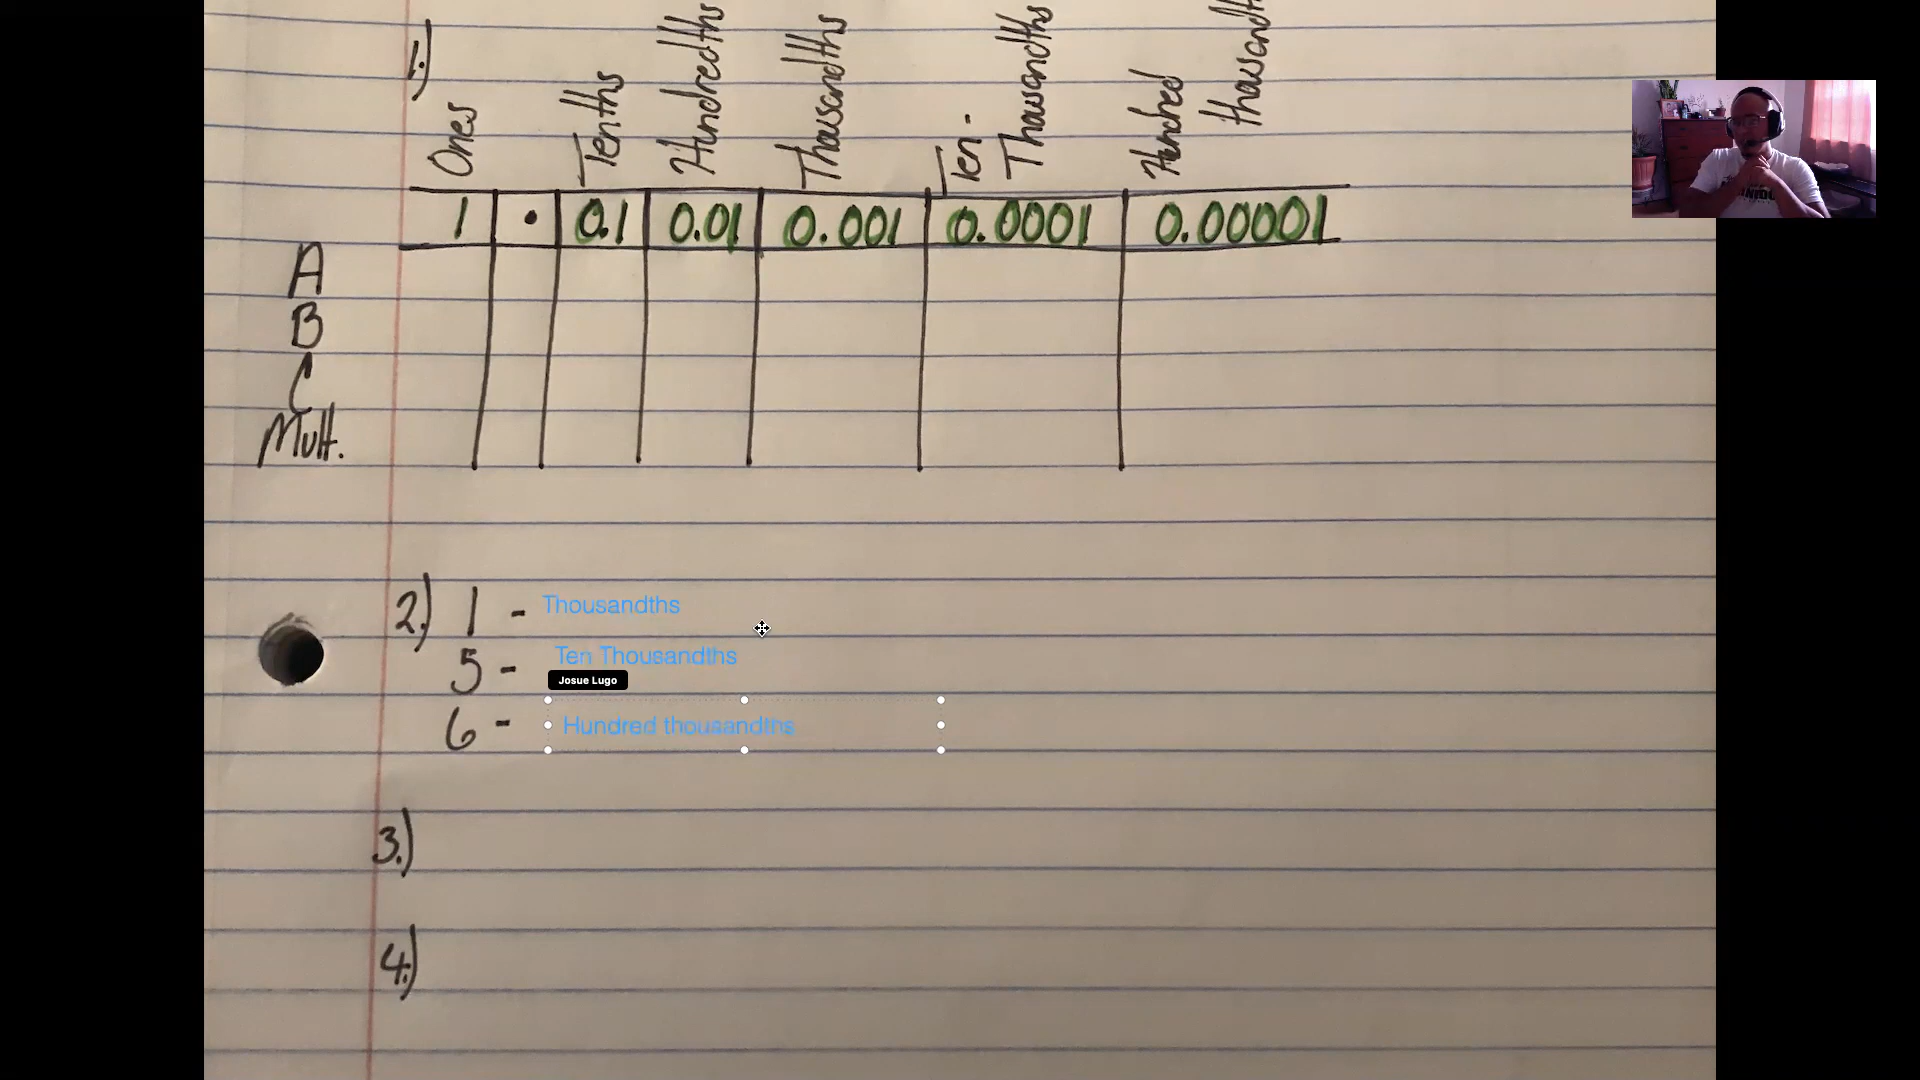 1.)
Ones Tenths Hundredths Thousandths Ten-Thousandths Hundred thousandth
1 . 0.1 0.01 0.001 0.0001 0.00001
A
B
C
Mult.
2.) 1 - Thousandths
5 - Ten Thousandths
Josue Lugo
6 - Hundred thousandths
3.)
4.)